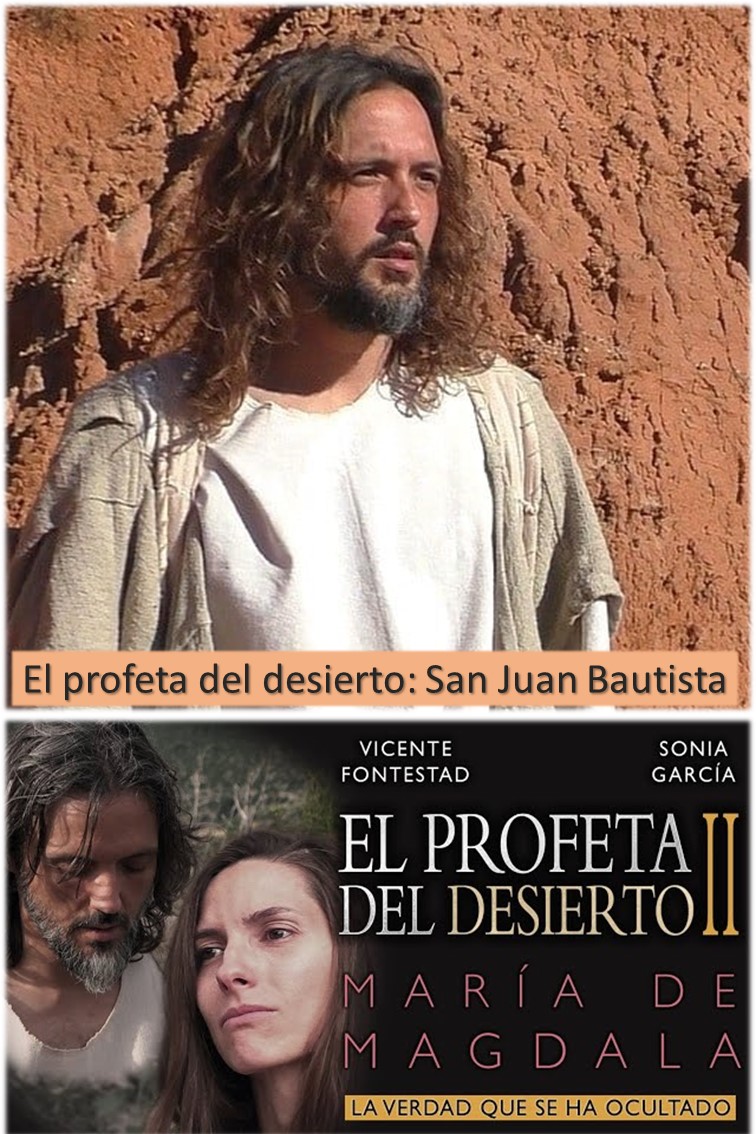 El profeta del desierto: San Juan Bautista
VICENTE FONTESTAD
SONIA GARCÍA
EL PROFETA
DEL DESIERTO II
MARÍA DE
MAGDALA
LA VERDAD QUE SE HA OCULTADO